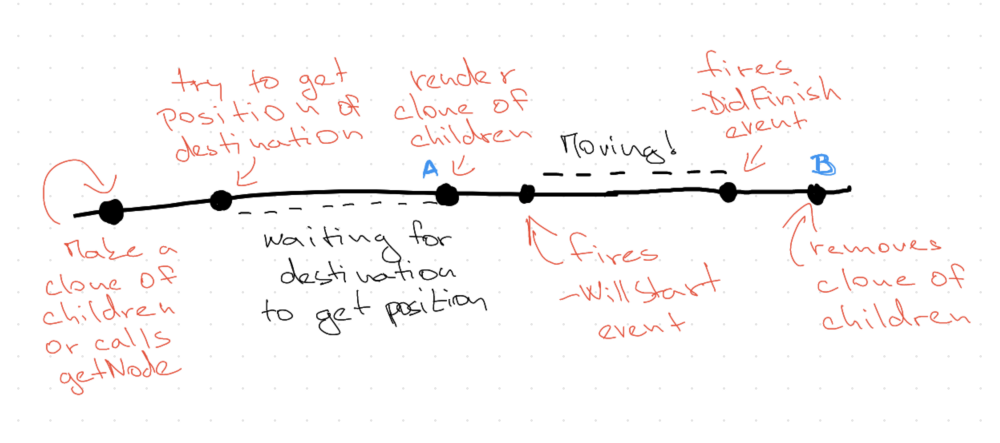 try to get
position of
destination
render
clone of
children
fires
-DidFinish
event
Moving!
A
B
Make a
clone of
children
or calls
getNode
waiting for
destination
to get position
fires
-WillStart
event
removes
clone of
children